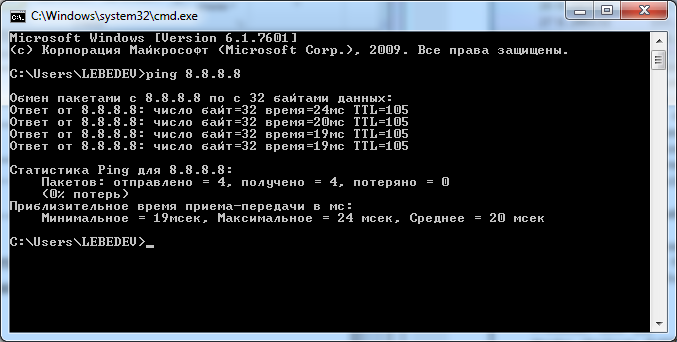 C:\Windows\system32\cmd.exe
Microsoft Windows [Version 6.1.7601]
(c) Корпорация Майкрософт (Microsoft Corp.), 2009. Все права защищены.
C:\Users\LEBEDEV>ping 8.8.8.8
Обмен пакетами с 8.8.8.8 по с 32 байтами данных:
Ответ от 8.8.8.8: число байт=32 время=24мс TTL=105
Ответ от 8.8.8.8: число байт=32 время=20мс TTL=105
Ответ от 8.8.8.8: число байт=32 время=19мс TTL=105
Ответ от 8.8.8.8: число байт=32 время=19мс TTL=105
Статистика Ping для 8.8.8.8:
Пакетов: отправлено = 4, получено = 4, потеряно = 0
(0% потерь)
Приблизительное время приема-передачи в мс:
Минимальное = 19мсек, Максимальное = 24 мсек, Среднее = 20 мсек
C:\Users\LEBEDEV>_